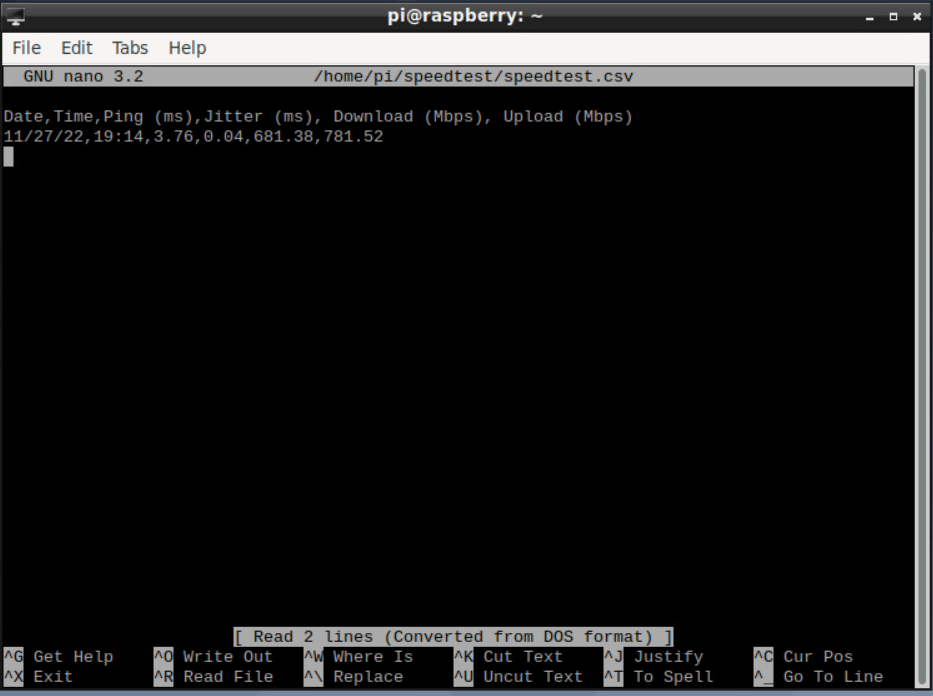 pi@raspberry: ~
File Edit Tabs Help
GNU nano 3.2 /home/pi/speedtest/speedtest.csv
Date,Time,Ping (ms),Jitter (ms), Download (Mbps), Upload (Mbps)
11/27/22,19:14,3.76,0.04,681.38,781.52
[ Read 2 lines (Converted from DOS format) ]
^G Get Help ^O Write Out ^W Where Is ^K Cut Text ^J Justify ^C Cur Pos
^X Exit ^R Read File ^\ Replace ^U Uncut Text ^T To Spell ^_ Go To Line